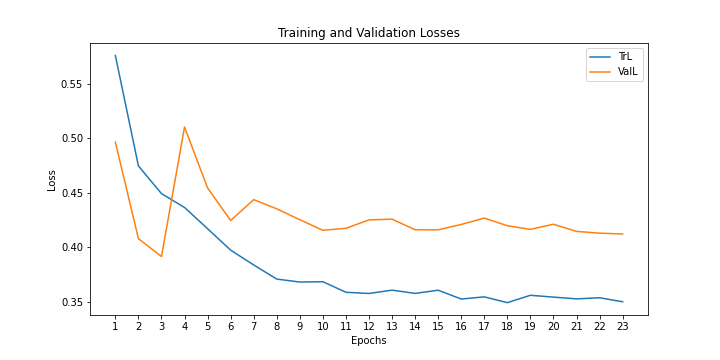 Training and Validation Losses
TrL
ValL
0.55
0.50
0.45
0.40
0.35
Loss
1 2 3 4 5 6 7 8 9 10 11 12 13 14 15 16 17 18 19 20 21 22 23
Epochs